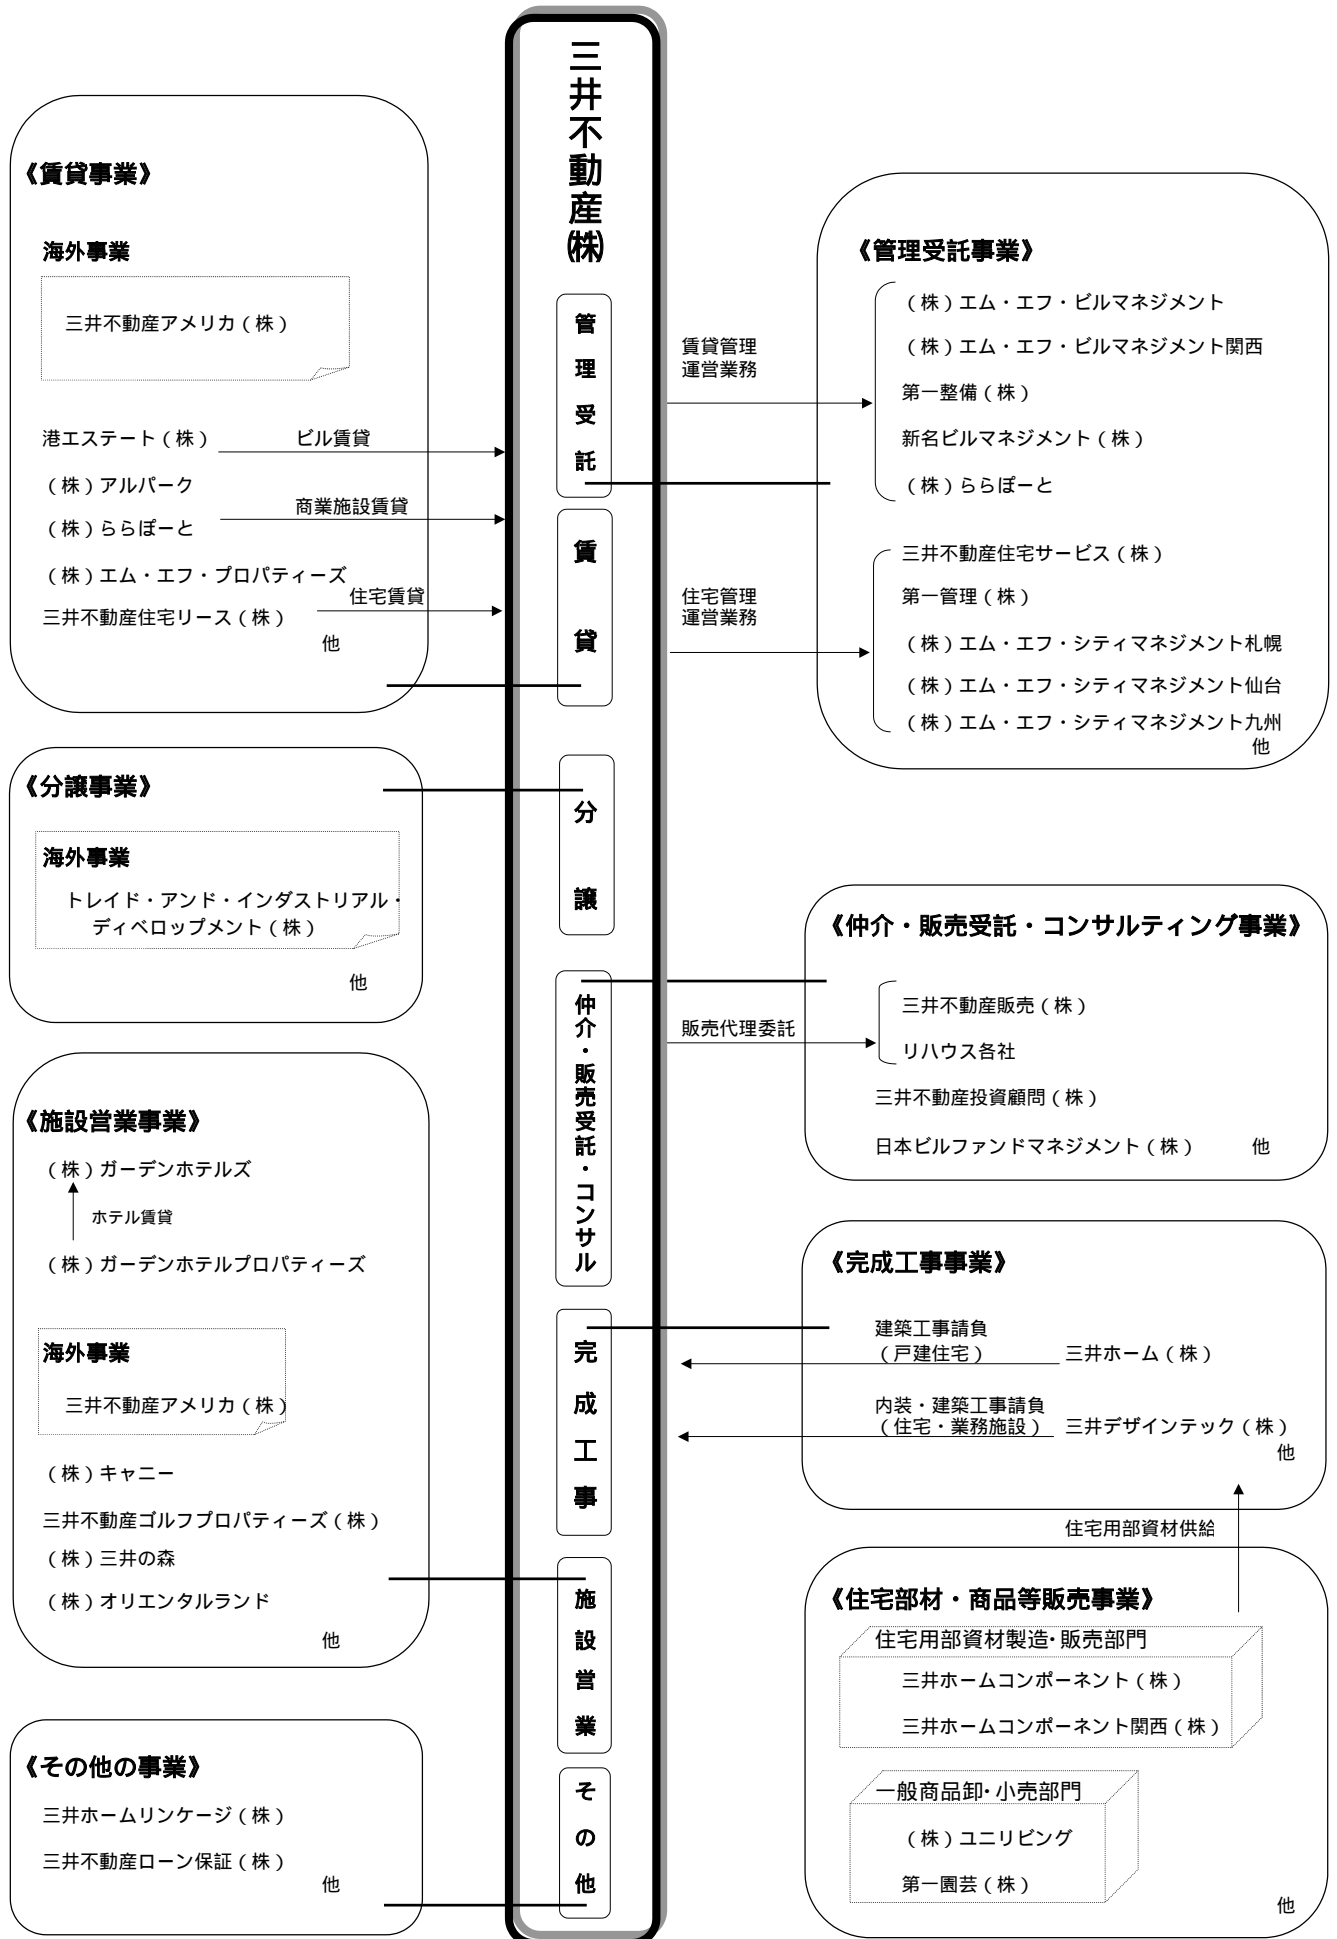 三井不動産㈱
管理受託
賃貸
分譲
仲介・販売受託・コンサル
完成工事
施設営業
その他
《賃貸事業》
海外事業
三井不動産アメリカ（株）
港エステート（株）
ビル賃貸
（株）アルパーク
（株）ららぽーと
商業施設賃貸
（株）エム・エフ・プロパティーズ
三井不動産住宅リース（株）
住宅賃貸
他
《分譲事業》
海外事業
トレイド・アンド・インダストリアル・
ディベロップメント（株）
他
《施設営業事業》
（株）ガーデンホテルズ
ホテル賃貸
（株）ガーデンホテルプロパティーズ
海外事業
三井不動産アメリカ（株）
（株）キャニー
三井不動産ゴルフプロパティーズ（株）
（株）三井の森
（株）オリエンタルランド
他
《その他の事業》
三井ホームリンケージ（株）
三井不動産ローン保証（株）
他
賃貸管理
運営業務
《管理受託事業》
（株）エム・エフ・ビルマネジメント
（株）エム・エフ・ビルマネジメント関西
第一整備（株）
新名ビルマネジメント（株）
（株）ららぽーと
住宅管理
運営業務
三井不動産住宅サービス（株）
第一管理（株）
（株）エム・エフ・シティマネジメント札幌
（株）エム・エフ・シティマネジメント仙台
（株）エム・エフ・シティマネジメント九州
他
《仲介・販売受託・コンサルティング事業》
販売代理委託
三井不動産販売（株）
リハウス各社
三井不動産投資顧問（株）
日本ビルファンドマネジメント（株）　他
《完成工事事業》
建築工事請負
（戸建住宅）
三井ホーム（株）
内装・建築工事請負
（住宅・業務施設）
三井デザインテック（株）
他
住宅用部資材供給
《住宅部材・商品等販売事業》
住宅用部資材製造・販売部門
三井ホームコンポーネント（株）
三井ホームコンポーネント関西（株）
一般商品卸・小売部門
（株）ユニリビング
第一園芸（株）
他